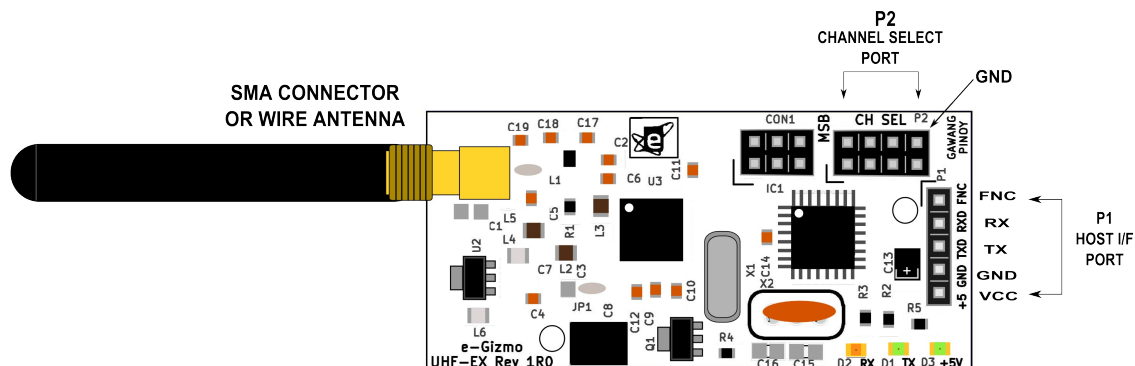 P2
CHANNEL SELECT
PORT
GND
SMA CONNECTOR
OR WIRE ANTENNA
C19
C18
C17
C2
C6
U3
C11
CON1
MSB
CH SEL
P2
GAWANG
PINOY
P1
L1
IC1
C5
R1
L3
L5
C1
L4
U2
C7
L2
C3
JP1
C4
L6
C8
C12
C9
C10
Q1
X1
C14
X2
C13
R3
R2
R5
R4
C16
C15
+5 GND TXD RXD FNC
FNC
RX
TX
GND
VCC
P1
HOST I/F
PORT
e
e-Gizmo
UHF-EX Rev 1R0
D2 RX
D1 TX
D3 +5V